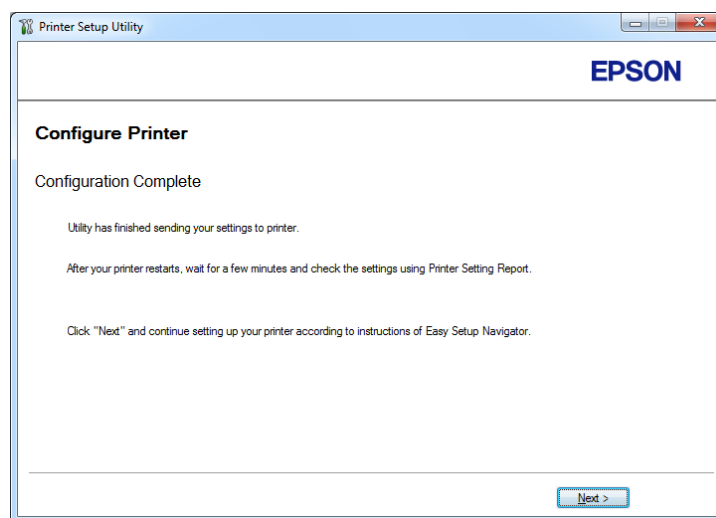 Printer Setup Utility
EPSON
Configure Printer
Configuration Complete
Utility has finished sending your settings to printer.
After your printer restarts, wait for a few minutes and check the settings using Printer Setting Report.
Click "Next" and continue setting up your printer according to instructions of Easy Setup Navigator.
Next >